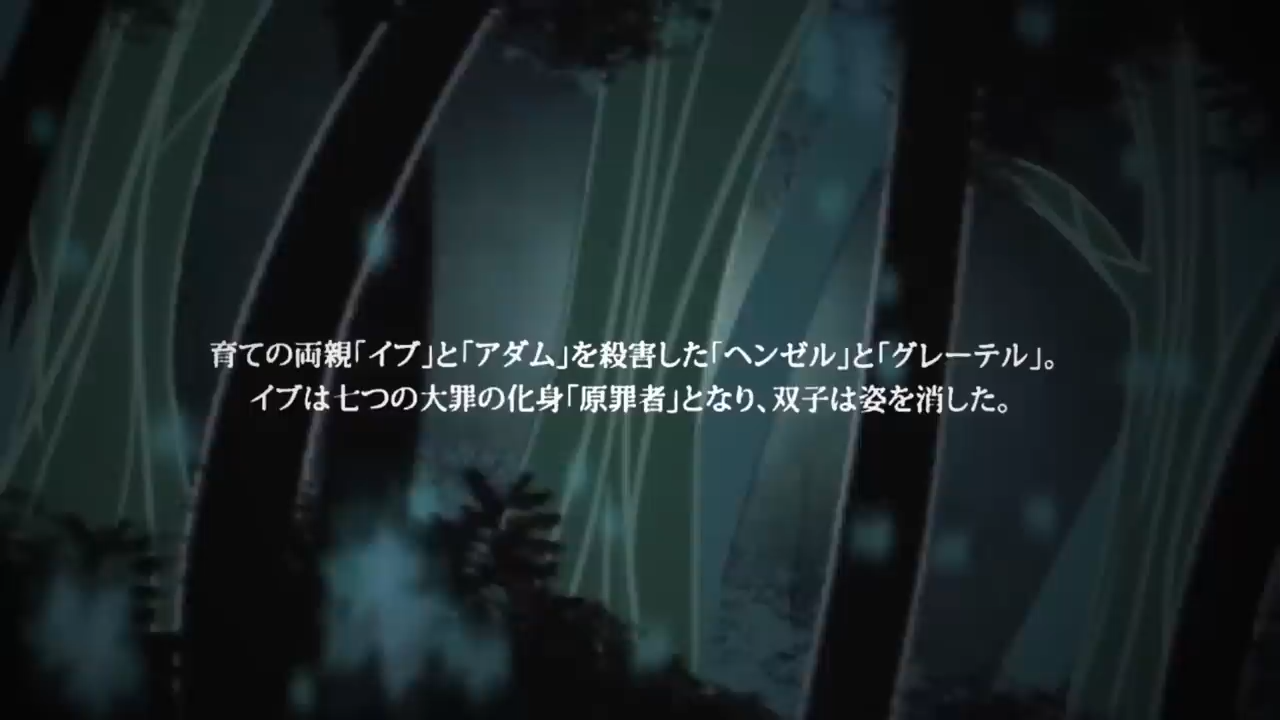 育ての両親「イブ」と「アダム」を殺害した「ヘンゼル」と「グレーテル」。
イブは七つの大罪の化身「原罪者」となり、双子は姿を消した。